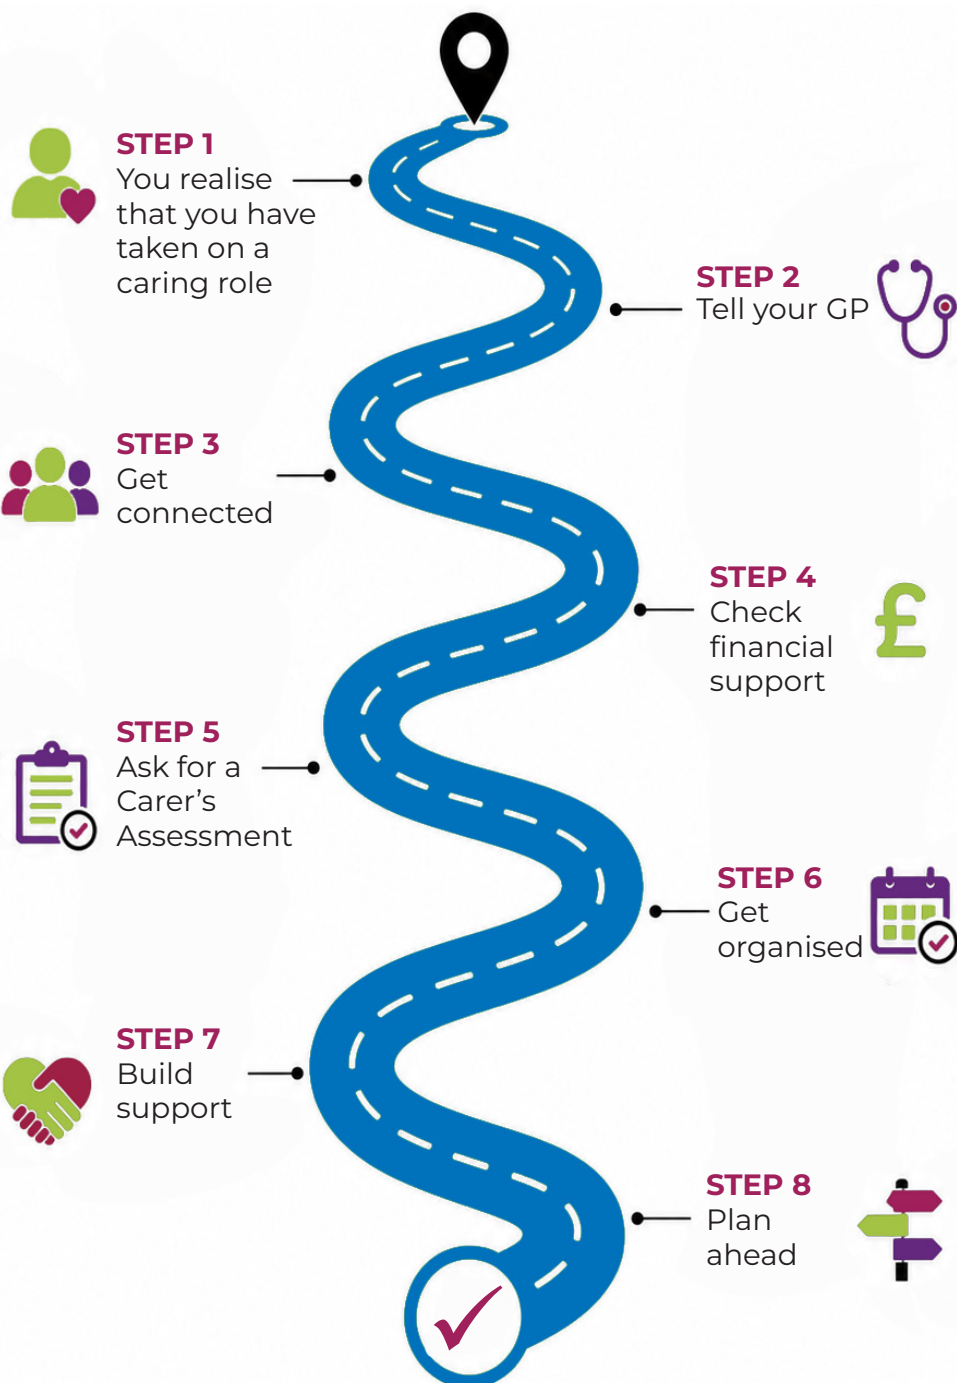 STEP 1
You realise
that you have
taken on a
caring role
STEP 2
Tell your GP
STEP 3
Get
connected
STEP 4
Check
financial
support
£
STEP 5
Ask for a
Carer’s
Assessment
STEP 6
Get
organised
STEP 7
Build
support
STEP 8
Plan
ahead